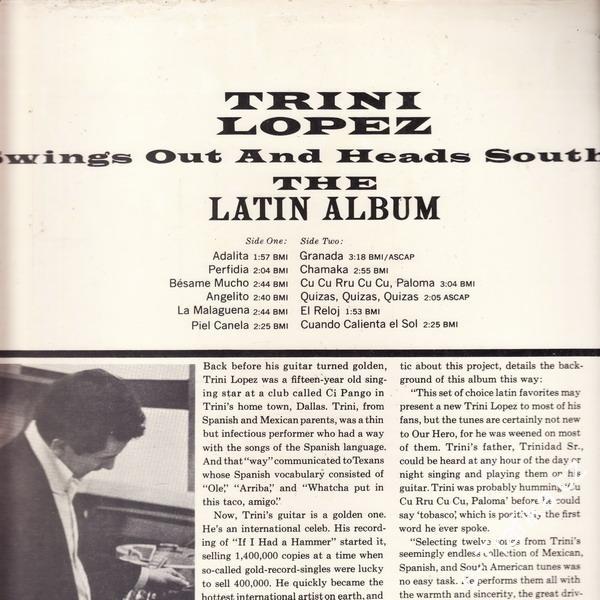 TRINI
LOPEZ
Swings Out And Heads South
THE
LATIN ALBUM
Side One: Side Two:
Adalita 1:57 BMI Granada 3:18 BMI/ASCAP
Perfidia 2:04 BMI Chamaka 2:55 BMI
Bésame Mucho 2:44 BMI Cu Cu Rru Cu Cu, Paloma 3:04 BMI
Angelito 2:40 BMI Quizas, Quizas, Quizas 2:05 ASCAP
La Malaguena 2:44 BMI El Reloj 1:53 BMI
Piel Canela 2:25 BMI Cuando Calienta el Sol 2:25 BMI
Back before his guitar turned golden,
Trini Lopez was a fifteen-year old sing-
ing star at a club called Ci Pango in
Trini's home town, Dallas. Trini, from
Spanish and Mexican parents, was a thin
but infectious performer who had a way
with the songs of the Spanish language.
And that "way" communicated to Texans
whose Spanish vocabulary consisted of
"Ole," "Arriba," and "Whatcha put in
this taco, amigo."
Now, Trini's guitar is a golden one.
He's an international celeb. His record-
ing of "If I Had a Hammer" started it,
selling 1,400,000 copies at a time when
so-called gold-record-singles were lucky
to sell 400,000. He quickly became the
hottest international artist on earth, and
tic about this project, details the back-
ground of this album this way:
"This set of choice latin favorites may
present a new Trini Lopez to most of his
fans, but the tunes are certainly not new
to Our Hero, for he was weened on most
of them. Trini's father, Trinidad Sr.,
could be heard at any hour of the day or
night singing and playing them on his
guitar. Trini was probably humming 'Cu
Cu Rru Cu Cu, Paloma' before he could
say 'tobasco,' which is positively the first
word he ever spoke.
"Selecting twelve songs from Trini's
seemingly endless collection of Mexican,
Spanish, and South American tunes was
no easy task. He performs them all with
the warmth and sincerity, the great driv-